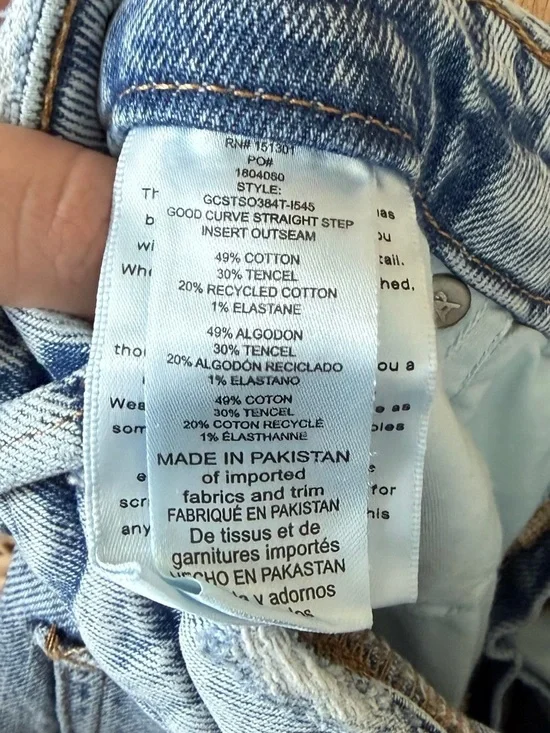 RN# 151301
PO#
1804080
STYLE:
GCSTSO384T-I545
GOOD CURVE STRAIGHT STEP
INSERT OUTSEAM
49% COTTON
30% TENCEL
20% RECYCLED COTTON
1% ELASTANE
49% ALGODON
30% TENCEL
20% ALGODÓN RECICLADO
1% ELASTANO
49% COTON
30% TENCEL
20% COTON RECYCLÉ
1% ÉLASTHANNE
MADE IN PAKISTAN
of imported
fabrics and trim
FABRIQUÉ EN PAKISTAN
De tissus et de
garnitures importés
HECHO EN PAKASTAN
y adornos